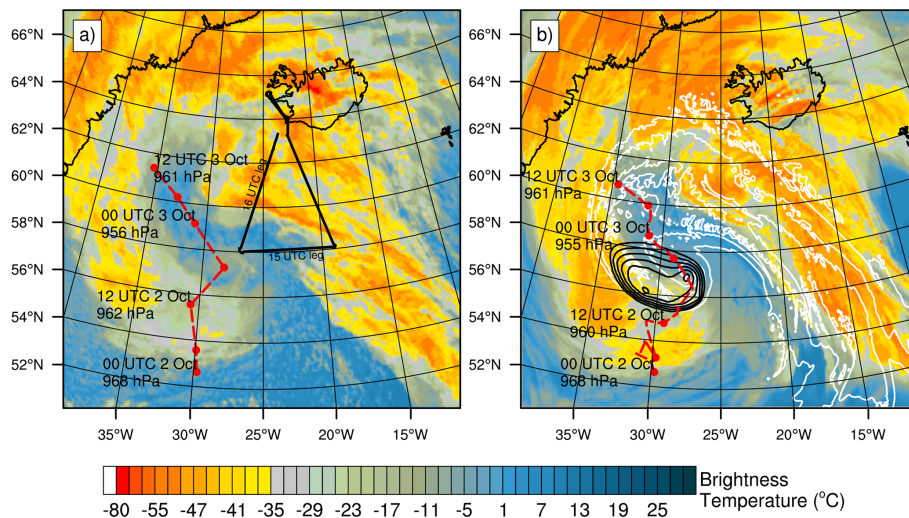 a)
66°N
64°N
62°N
60°N
58°N
56°N
54°N
52°N
12 UTC 3 Oct
961 hPa
00 UTC 3 Oct
956 hPa
12 UTC 2 Oct
962 hPa
00 UTC 2 Oct
968 hPa
16 UTC leg
15 UTC leg
35°W
30°W
25°W
20°W
15°W
b)
66°N
64°N
62°N
60°N
58°N
56°N
54°N
52°N
12 UTC 3 Oct
961 hPa
00 UTC 3 Oct
955 hPa
12 UTC 2 Oct
960 hPa
00 UTC 2 Oct
968 hPa
35°W
30°W
25°W
20°W
15°W
-80 -55 -47 -41 -35 -29 -23 -17 -11 -5 1 7 13 19 25
Brightness
Temperature (°C)